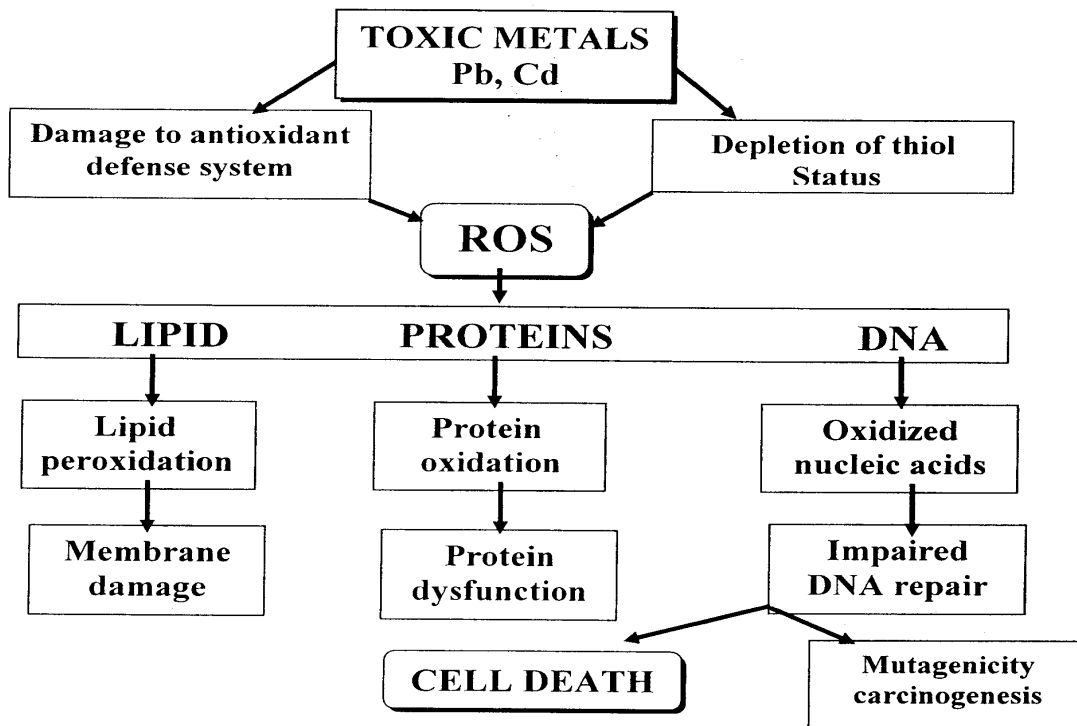 TOXIC METALS
Pb, Cd
Damage to antioxidant
defense system
Depletion of thiol
Status
ROS
LIPID
PROTEINS
DNA
Lipid
peroxidation
Protein
oxidation
Oxidized
nucleic acids
Membrane
damage
Protein
dysfunction
Impaired
DNA repair
CELL DEATH
Mutagenicity
carcinogenesis